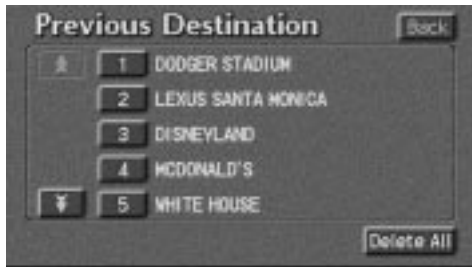 Previous Destination Back
1 DODGER STADIUM
2 LEXUS SANTA MONICA
3 DISNEYLAND
4 MCDONALD'S
5 WHITE HOUSE
Delete All